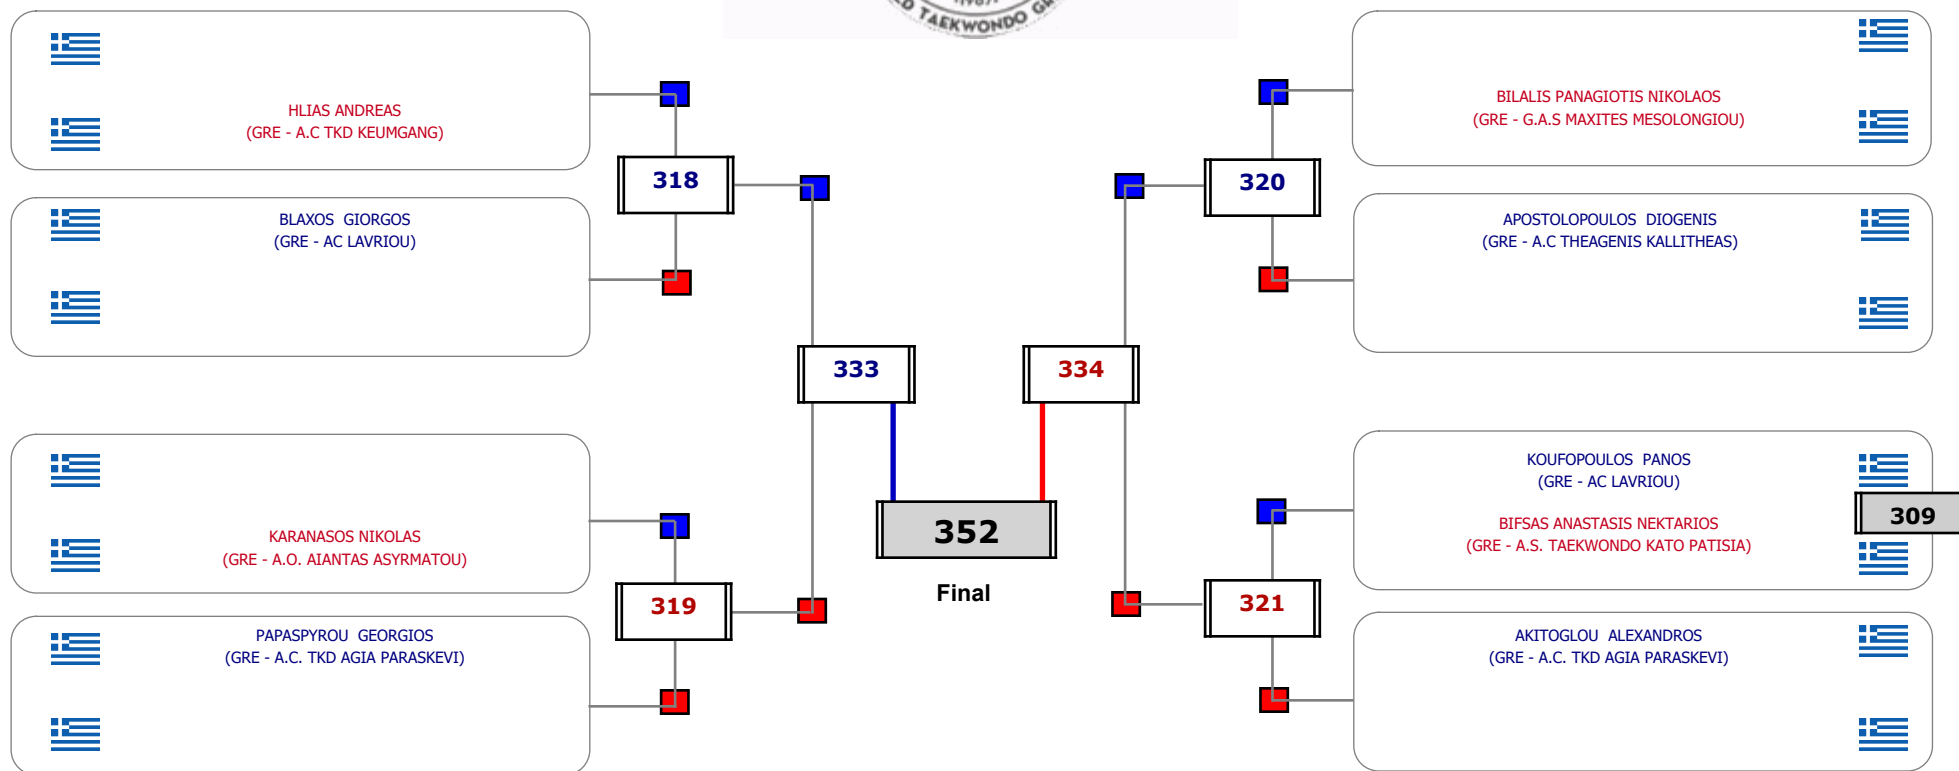 TAEKWONDO
HLIAS ANDREAS
(GRE - A.C TKD KEUMGANG)
318
BLAXOS GIORGOS
(GRE - AC LAVRIOU)
333
KARANASOS NIKOLAS
(GRE - A.O. AIANTAS ASYRMATOU)
319
PAPASPYROU GEORGIOS
(GRE - A.C. TKD AGIA PARASKEVI)
352
Final
BILALIS PANAGIOTIS NIKOLAOS
(GRE - G.A.S MAXITES MESOLONGIOU)
320
APOSTOLOPOULOS DIOGENIS
(GRE - A.C THEAGENIS KALLITHEAS)
334
KOUFOPOULOS PANOS
(GRE - AC LAVRIOU)
309
BIFSAS ANASTASIS NEKTARIOS
(GRE - A.S. TAEKWONDO KATO PATISIA)
321
AKITOGLOU ALEXANDROS
(GRE - A.C. TKD AGIA PARASKEVI)